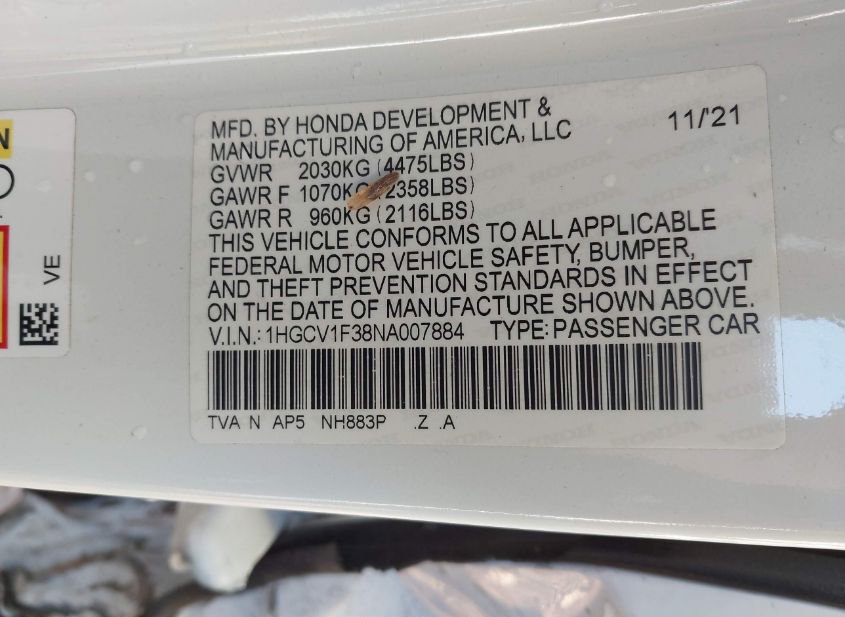 N
VE
MFD. BY HONDA DEVELOPMENT &
MANUFACTURING OF AMERICA, LLC 11/'21
GVWR 2030KG (4475LBS)
GAWR F 1070KG (2358LBS)
GAWR R 960KG (2116LBS)
THIS VEHICLE CONFORMS TO ALL APPLICABLE
FEDERAL MOTOR VEHICLE SAFETY, BUMPER,
AND THEFT PREVENTION STANDARDS IN EFFECT
ON THE DATE OF MANUFACTURE SHOWN ABOVE.
V.I.N.: 1HGCV1F38NA007884 TYPE: PASSENGER CAR
TVA N AP5 NH883P .Z .A